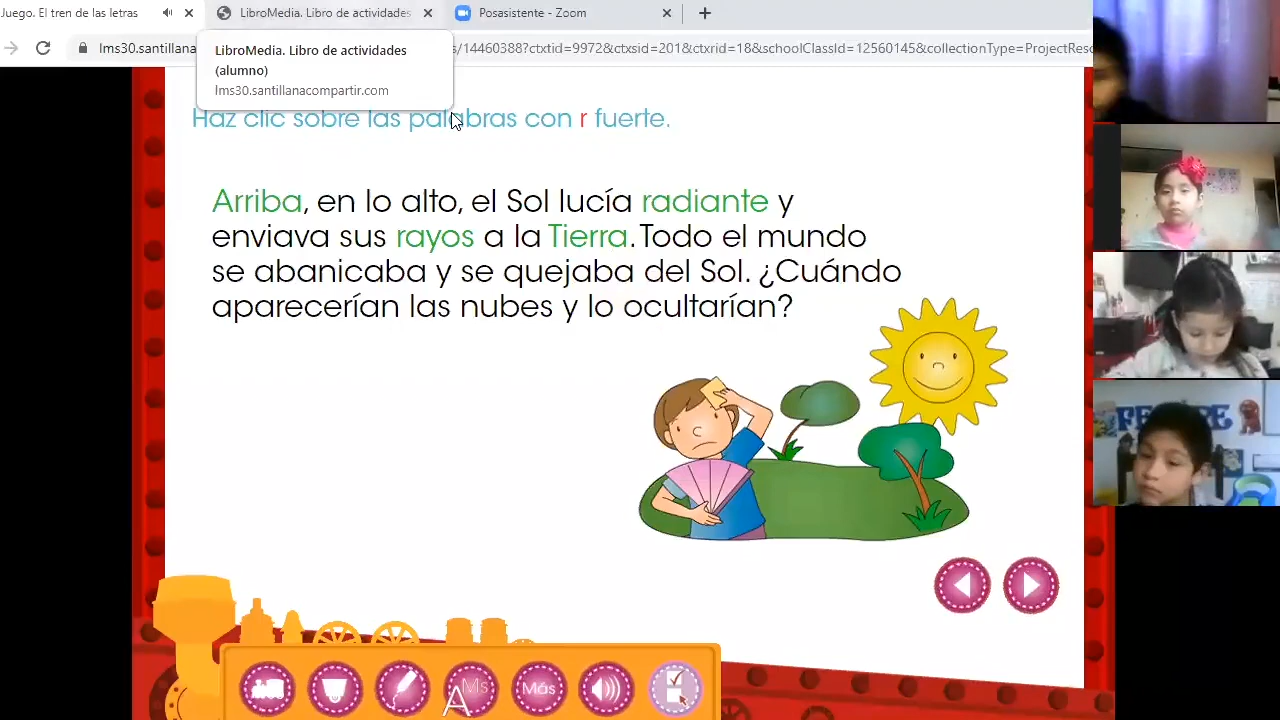 Juego. El tren de las letras
LibroMedia. Libro de actividades
Posasistente - Zoom
lms30.santillana
s/14460388?ctxtid=9972&ctxsid=201&ctxrid=18&schoolClassId=12560145&collectionType=ProjectReso
LibroMedia. Libro de actividades
(alumno)
lms30.santillanacompartir.com
Haz clic sobre las palabras con r fuerte.
Arriba, en lo alto, el Sol lucía radiante y
enviava sus rayos a la Tierra. Todo el mundo
se abanicaba y se quejaba del Sol. ¿Cuándo
aparecerían las nubes y lo ocultarían?
A Ms
Más